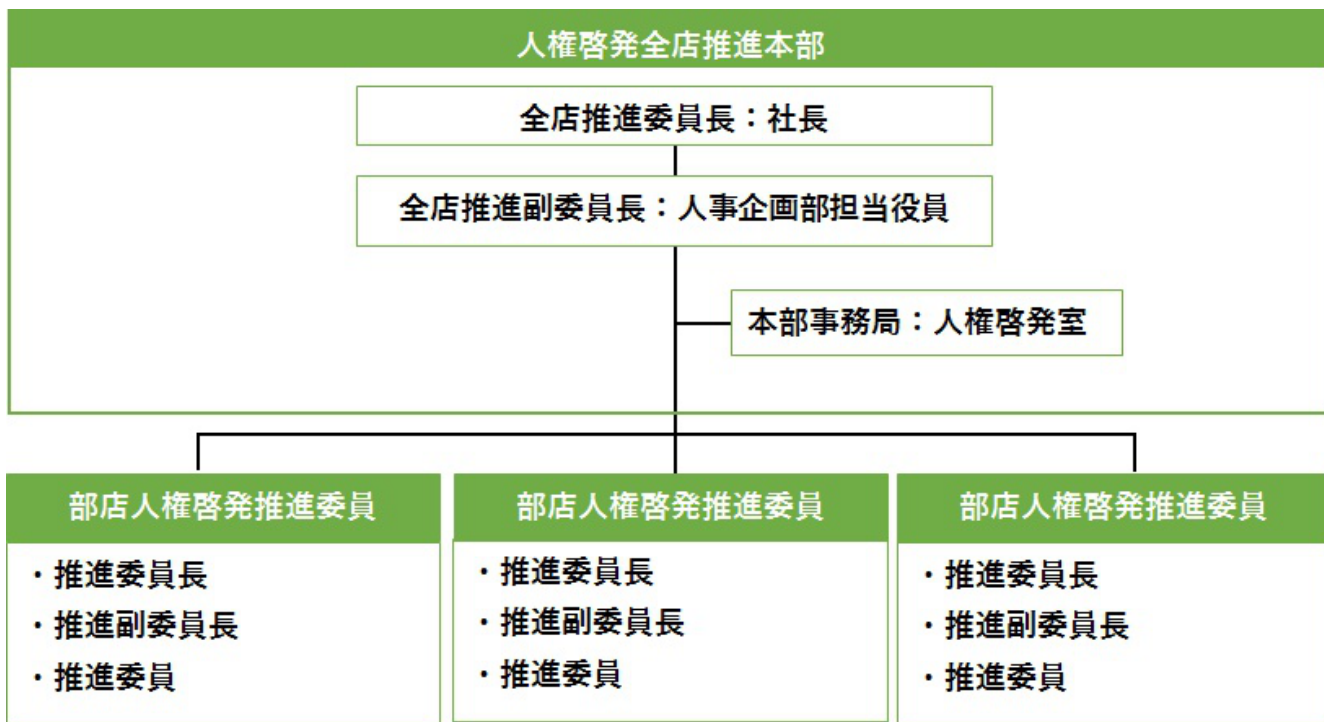 人権啓発全店推進本部
全店推進委員長：社長
全店推進副委員長：人事企画部担当役員
本部事務局：人権啓発室
部店人権啓発推進委員
・推進委員長
・推進副委員長
・推進委員
部店人権啓発推進委員
・推進委員長
・推進副委員長
・推進委員
部店人権啓発推進委員
・推進委員長
・推進副委員長
・推進委員